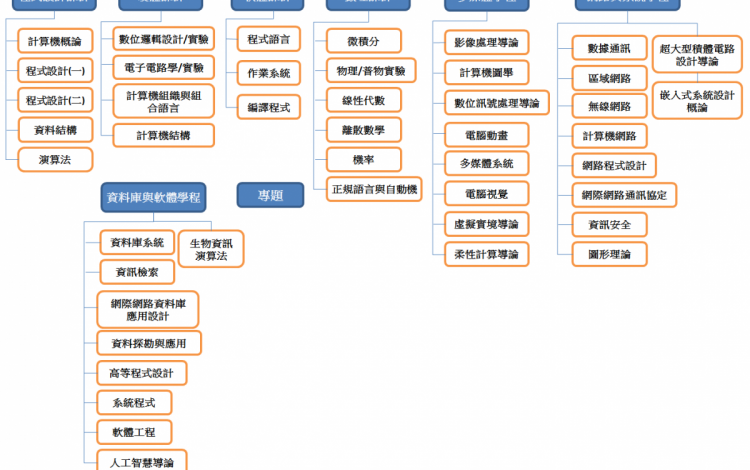 計算機概論
程式設計(一)
程式設計(二)
資料結構
演算法
數位邏輯設計/實驗
電子電路學/實驗
計算機組織與組
合語言
計算機結構
程式語言
作業系統
編譯程式
微積分
物理/普物實驗
線性代數
離散數學
機率
正規語言與自動機
影像處理導論
計算機圖學
數位訊號處理導論
電腦動畫
多媒體系統
電腦視覺
虛擬實境導論
柔性計算導論
數據通訊
區域網路
無線網路
計算機網路
網路程式設計
網際網路通訊協定
資訊安全
圖形理論
超大型積體電路
設計導論
嵌入式系統設計
概論
資料庫與軟體學程
資料庫系統
資訊檢索
網際網路資料庫
應用設計
資料探勘與應用
高等程式設計
系統程式
軟體工程
人工智慧導論
生物資訊
演算法
專題